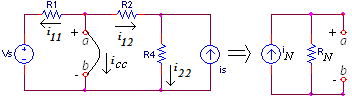 R1 R2
+ a
i11 i12
Vs icc R4 is
b i22
-
iN RN
+ a
b
-